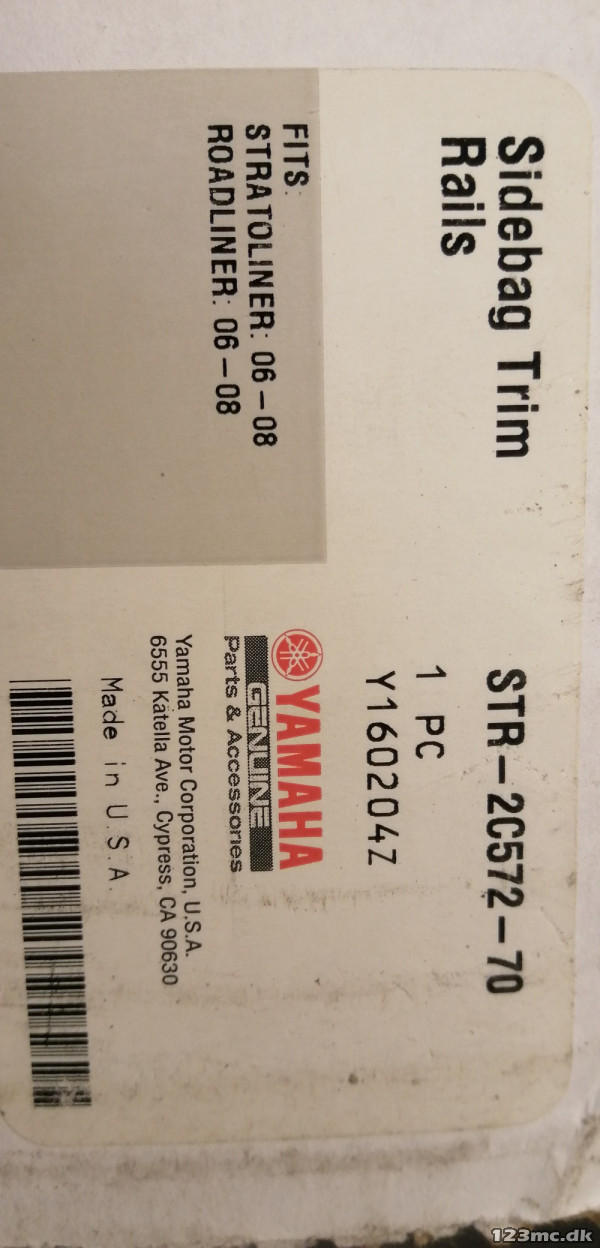 Sidebag Trim
Rails
FITS:
STRATOLINER: 06-08
ROADLINER: 06-08
STR-2C572-70
1 PC
Y160204Z
YAMAHA
GENUINE
Parts & Accessories
Yamaha Motor Corporation, U.S.A.
6555 Katella Ave., Cypress, CA 90630
Made in U.S.A.
123mc.dk